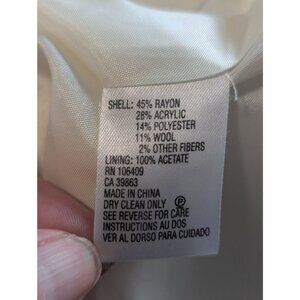 SHELL: 45% RAYON
28% ACRYLIC
14% POLYESTER
11% WOOL
2% OTHER FIBERS
LINING: 100% ACETATE
RN 106409
CA 39863
MADE IN CHINA
DRY CLEAN ONLY Ⓟ
SEE REVERSE FOR CARE
INSTRUCTIONS AU DOS
VER AL DORSO PARA CUIDADO